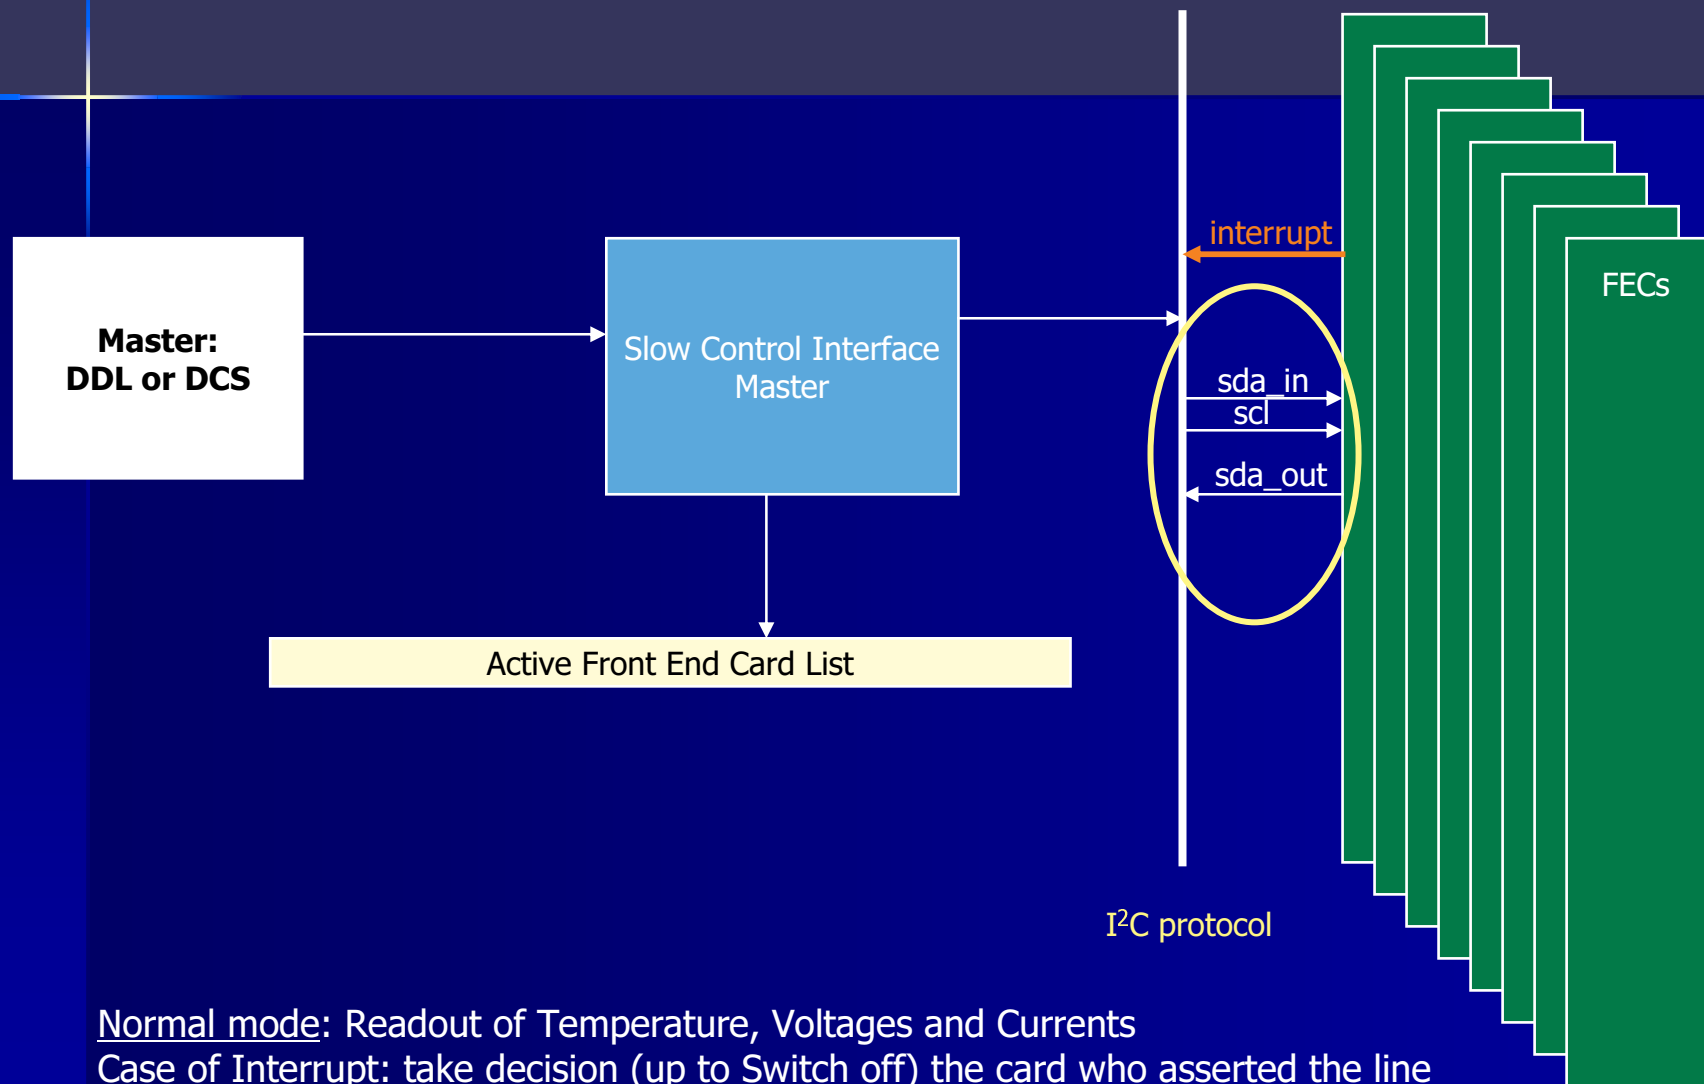 interrupt
FECs
Master:
DDL or DCS
Slow Control Interface
Master
sda_in
scl
sda_out
Active Front End Card List
I²C protocol
Normal mode: Readout of Temperature, Voltages and Currents
Case of Interrupt: take decision (up to Switch off) the card who asserted the line